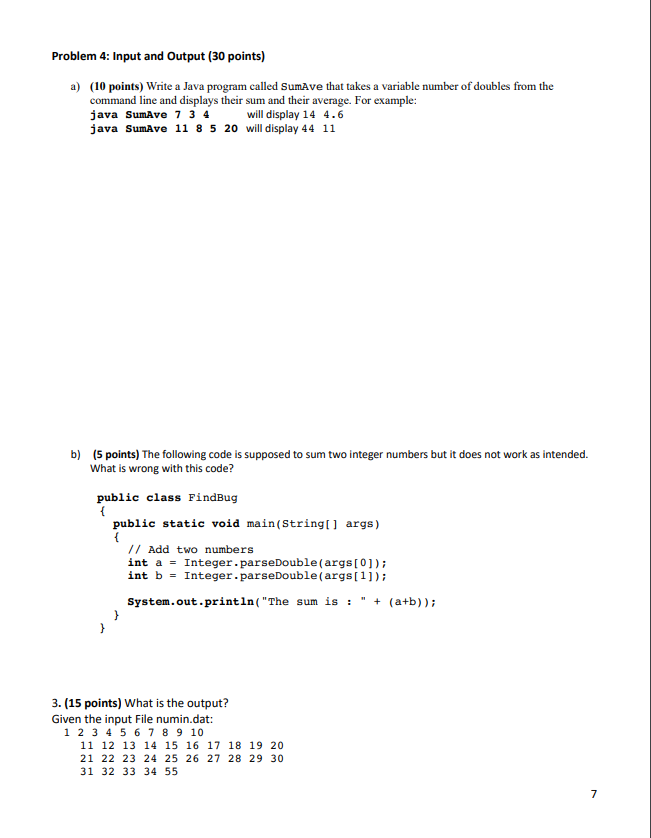 Problem 4: Input and Output (30 points)
a) (10 points) Write a Java program called SumAve that takes a variable number of doubles from the
command line and displays their sum and their average. For example:
java SumAve 7 3 4 will display 14 4.6
java SumAve 11 8 5 20 will display 44 11
b) (5 points) The following code is supposed to sum two integer numbers but it does not work as intended.
What is wrong with this code?
public class FindBug
{
public static void main(String[] args)
{
// Add two numbers
int a = Integer.parseDouble(args[0]);
int b = Integer.parseDouble(args[1]);
System.out.println("The sum is : " + (a+b));
}
}
3. (15 points) What is the output?
Given the input File numin.dat:
1 2 3 4 5 6 7 8 9 10
11 12 13 14 15 16 17 18 19 20
21 22 23 24 25 26 27 28 29 30
31 32 33 34 55
7